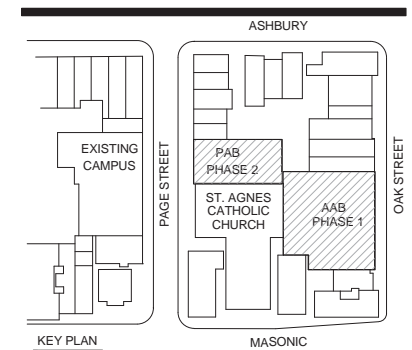 ASHBURY
EXISTING
CAMPUS
PAGE STREET
PAB
PHASE 2
ST. AGNES
CATHOLIC
CHURCH
AAB
PHASE 1
OAK STREET
KEY PLAN
MASONIC